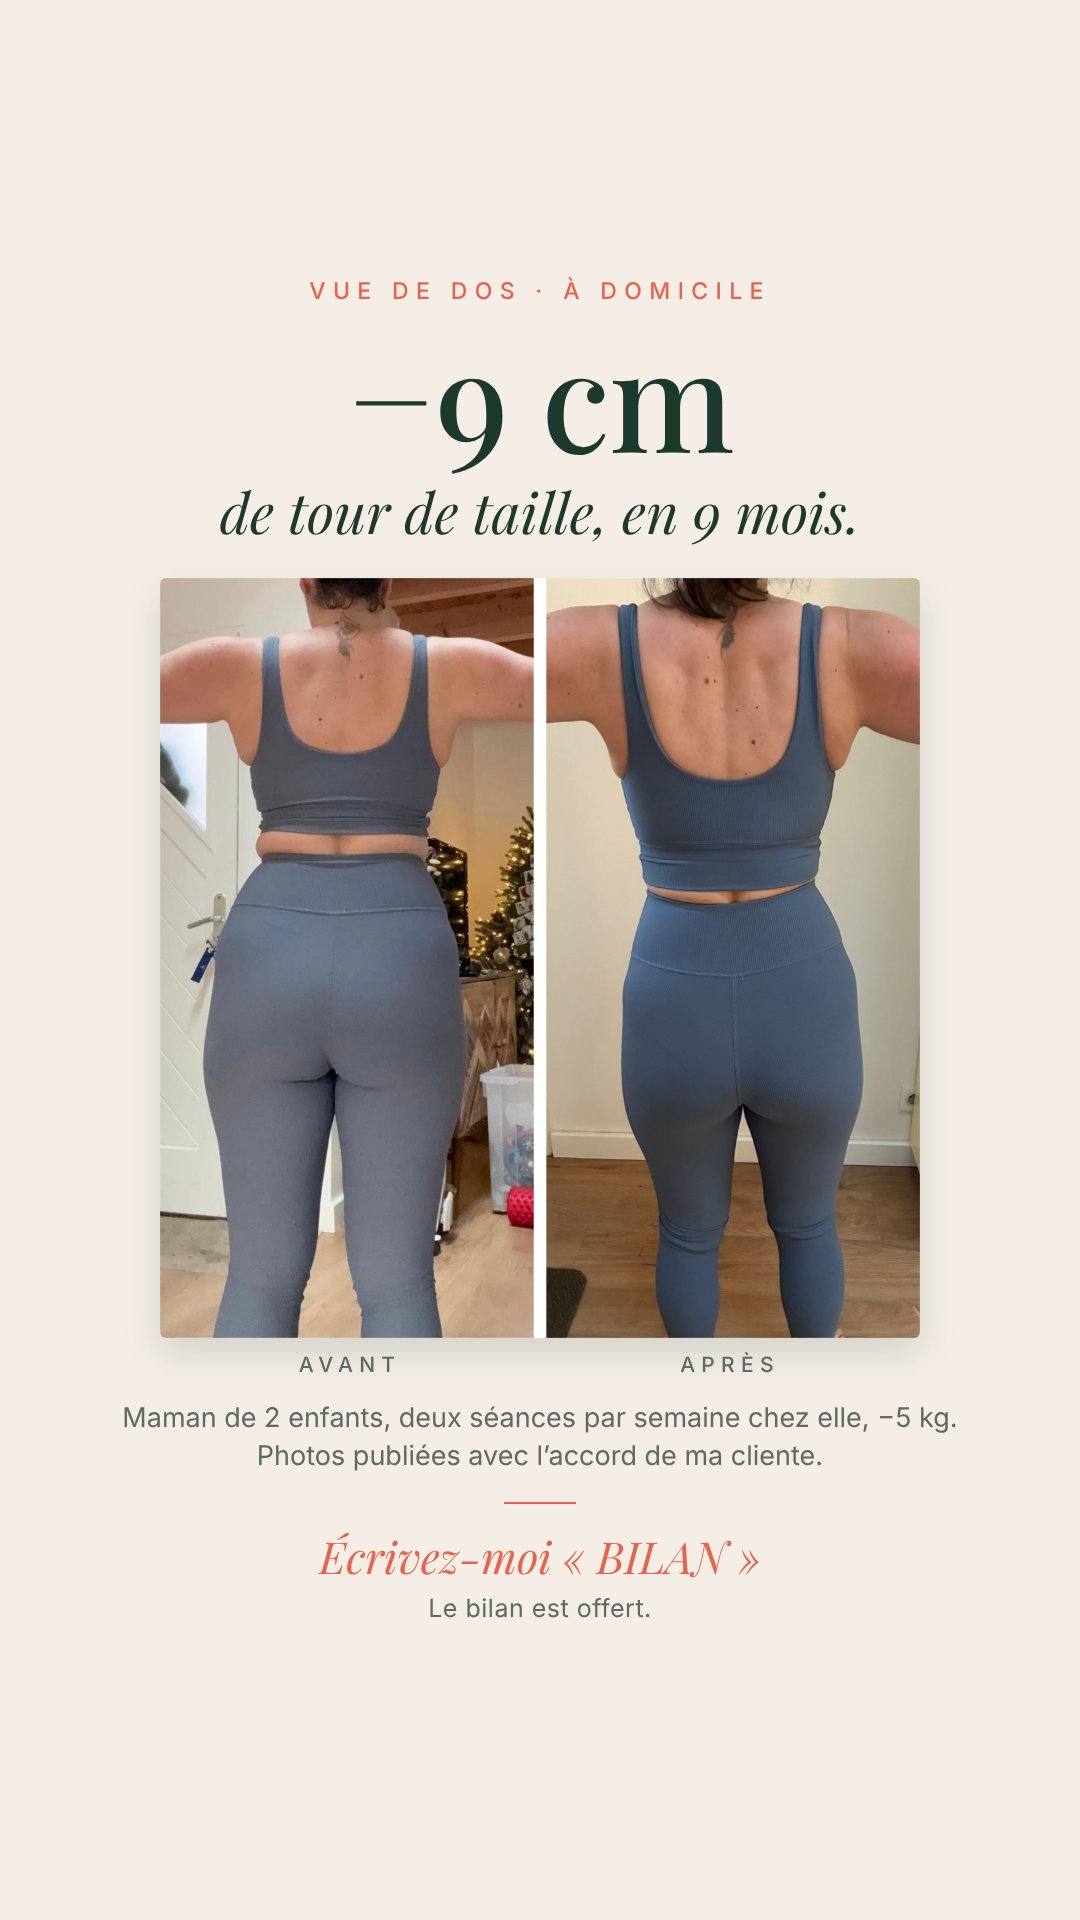 VUE DE DOS · À DOMICILE
−9 cm
de tour de taille, en 9 mois.
AVANT
APRÈS
Maman de 2 enfants, deux séances par semaine chez elle, −5 kg.
Photos publiées avec l’accord de ma cliente.
Écrivez-moi « BILAN »
Le bilan est offert.